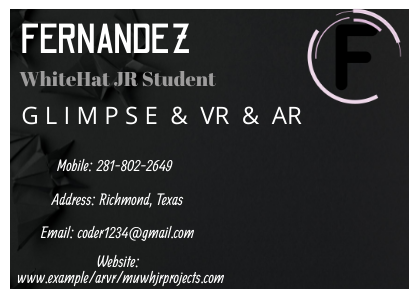 FERNANDEZ
F
WhiteHat JR Student
GLIMPSE & VR & AR
Mobile: 281-802-2649
Address: Richmond, Texas
Email: coder1234@gmail.com
Website:
www.example/arvr/muwhjrprojects.com